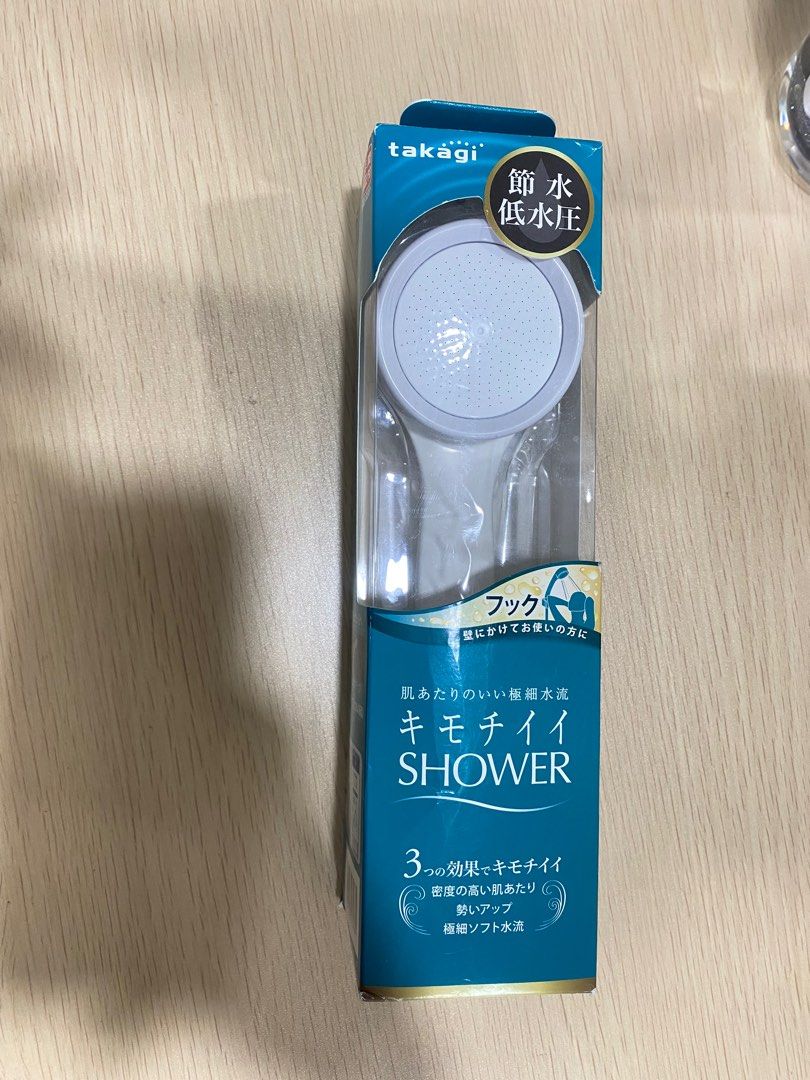 takagi
節水
低水圧
フック
壁にかけてお使いの方に
肌あたりのいい極細水流
キモチイイ
SHOWER
3つの効果でキモチイイ
密度の高い肌あたり
勢いアップ
極細ソフト水流